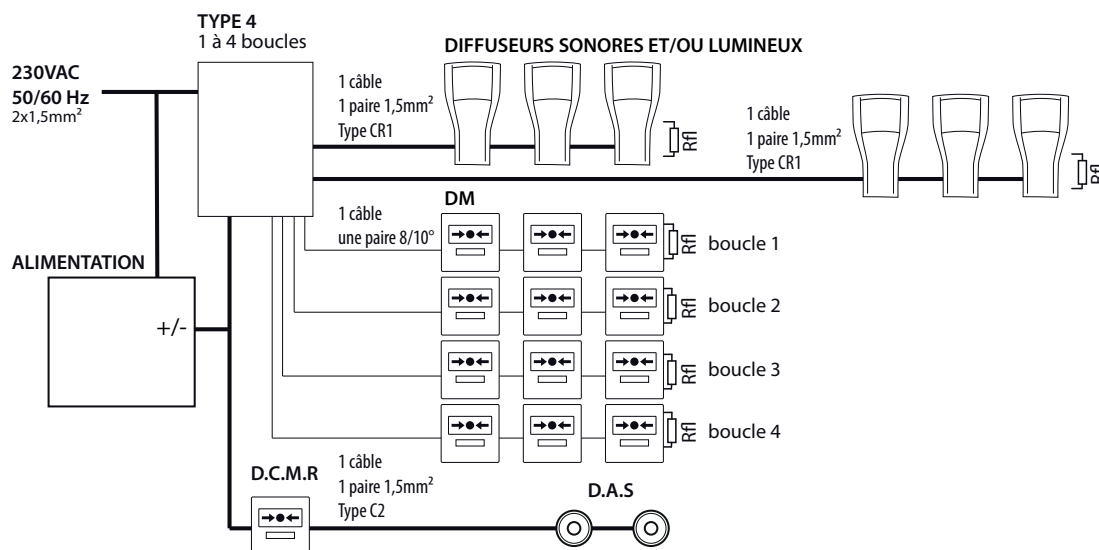 TYPE 4
1 à 4 boucles
230VAC
50/60 Hz
2x1,5mm²
DIFFUSEURS SONORES ET/OU LUMINEUX
1 câble
1 paire 1,5mm²
Type CR1
Rfl
1 câble
1 paire 1,5mm²
Type CR1
Rfl
DM
1 câble
une paire 8/10°
Rfl
boucle 1
ALIMENTATION
+/-
Rfl
boucle 2
Rfl
boucle 3
Rfl
boucle 4
D.C.M.R
1 câble
1 paire 1,5mm²
Type C2
D.A.S